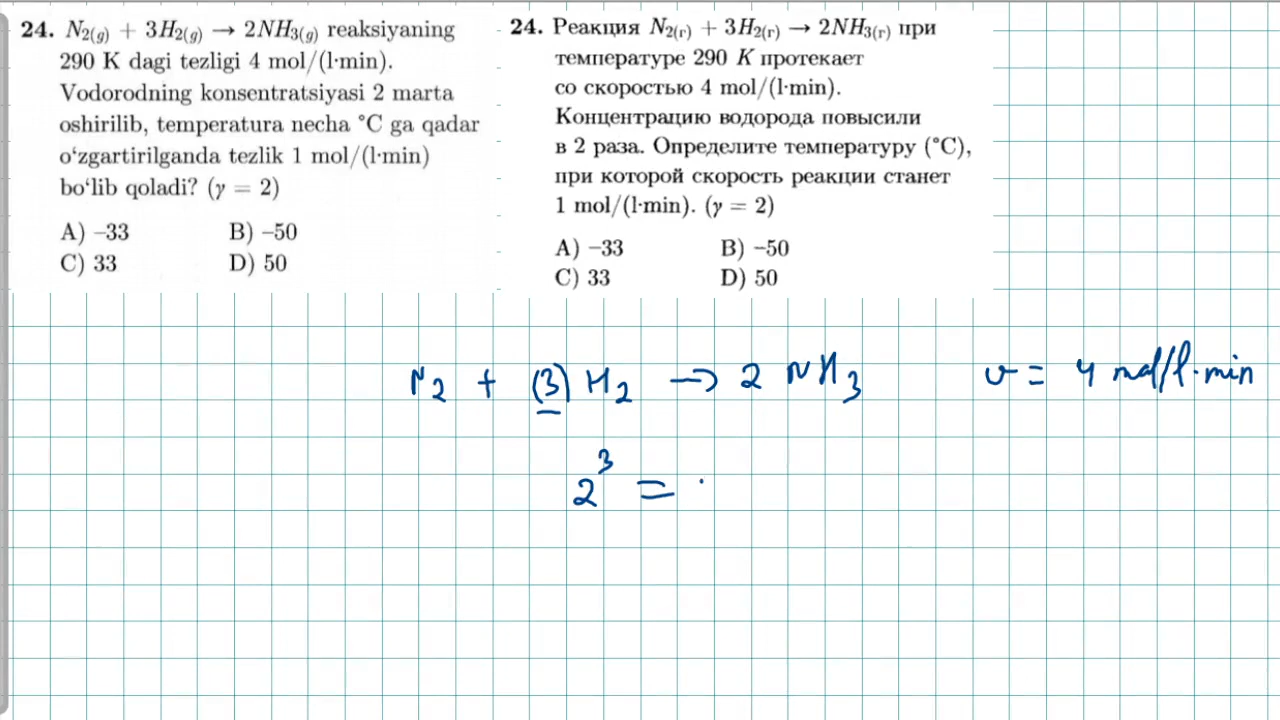 24. N₂(g) + 3H₂(g) → 2NH₃(g) reaksiyaning
290 K dagi tezligi 4 mol/(l·min).
Vodorodning konsentratsiyasi 2 marta
oshirilib, temperatura necha °C ga qadar
o‘zgartirilganda tezlik 1 mol/(l·min)
bo‘lib qoladi? (γ = 2)
A) –33 B) –50
C) 33 D) 50
24. Реакция N₂(г) + 3H₂(г) → 2NH₃(г) при
температуре 290 K протекает
со скоростью 4 mol/(l·min).
Концентрацию водорода повысили
в 2 раза. Определите температуру (°C),
при которой скорость реакции станет
1 mol/(l·min). (γ = 2)
A) –33 B) –50
C) 33 D) 50
N₂ + (3) H₂ → 2 NH₃ v = 4 mol/l·min
2³ =